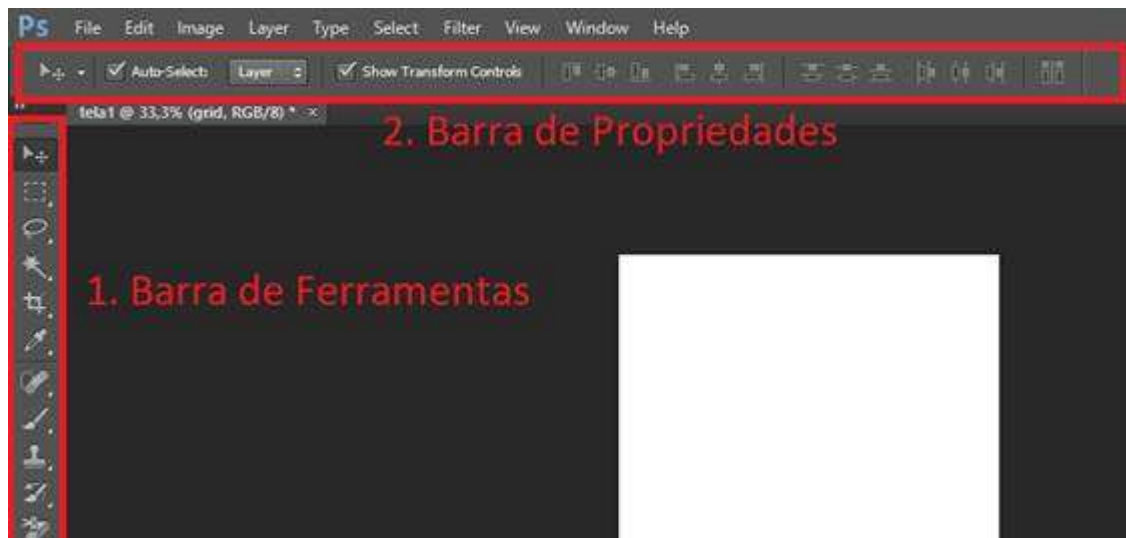 Ps File Edit Image Layer Type Select Filter View Window Help
Auto-Select: Layer Show Transform Controls
tela1 @ 33,3% (grid, RGB/8) * ×
2. Barra de Propriedades
1. Barra de Ferramentas